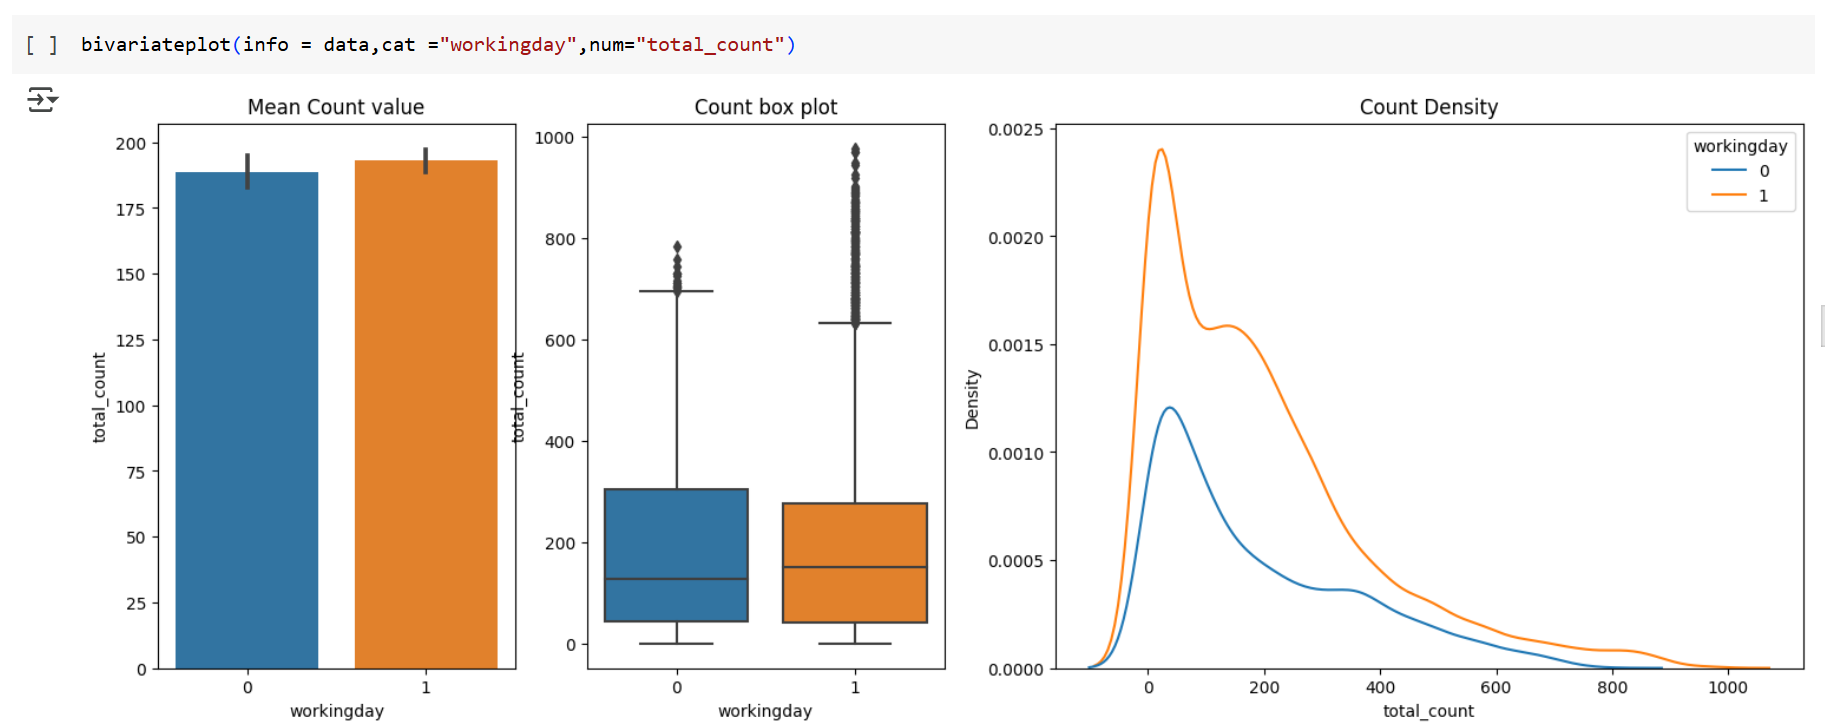 [ ] bivariateplot(info = data,cat ="workingday",num="total_count")
Mean Count value
200
175
150
125
100
75
50
25
0
total_count
0 1
workingday
Count box plot
1000
800
600
400
200
0
total_count
0 1
workingday
Count Density
0.0025
0.0020
0.0015
0.0010
0.0005
0.0000
Density
workingday
0
1
0 200 400 600 800 1000
total_count